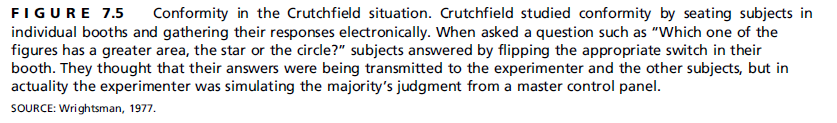 FIGURE 7.5 Conformity in the Crutchfield situation. Crutchfield studied conformity by seating subjects in
individual booths and gathering their responses electronically. When asked a question such as “Which one of the
figures has a greater area, the star or the circle?” subjects answered by flipping the appropriate switch in their
booth. They thought that their answers were being transmitted to the experimenter and the other subjects, but in
actuality the experimenter was simulating the majority’s judgment from a master control panel.
SOURCE: Wrightsman, 1977.